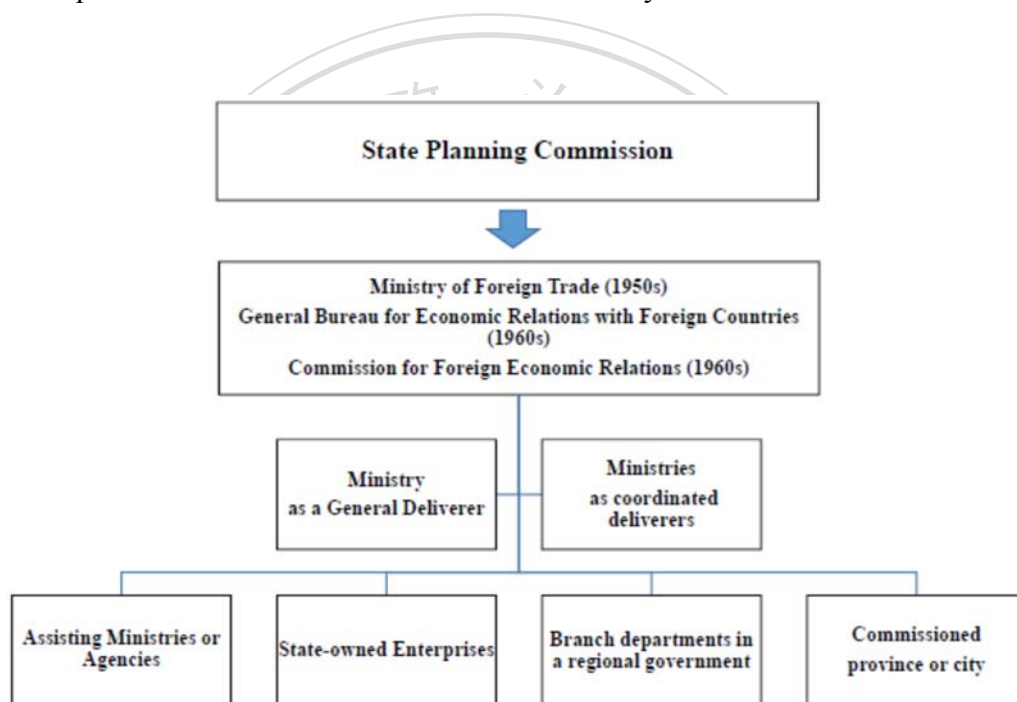 State Planning Commission
Ministry of Foreign Trade (1950s)
General Bureau for Economic Relations with Foreign Countries
(1960s)
Commission for Foreign Economic Relations (1960s)
Ministry
as a General Deliverer
Ministries
as coordinated
deliverers
Assisting Ministries or
Agencies
State-owned Enterprises
Branch departments in
a regional government
Commissioned
province or city